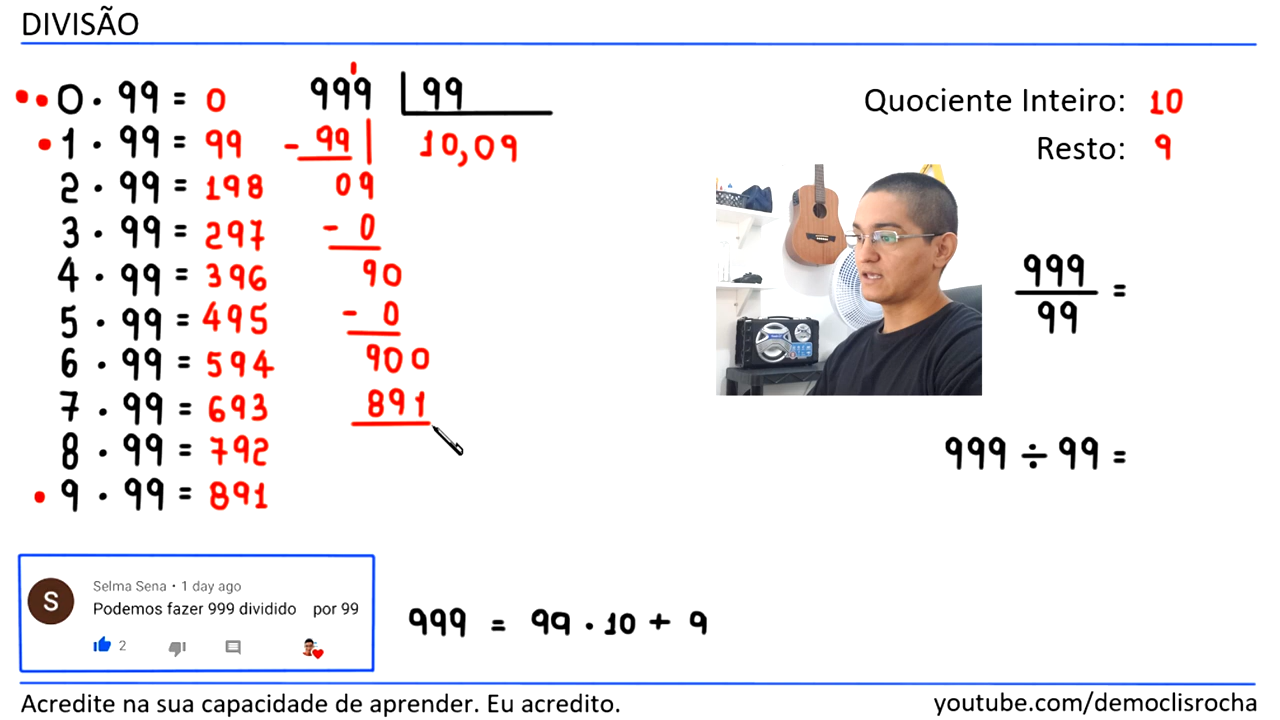 DIVISÃO
0 · 99 = 0
1 · 99 = 99
2 · 99 = 198
3 · 99 = 297
4 · 99 = 396
5 · 99 = 495
6 · 99 = 594
7 · 99 = 693
8 · 99 = 792
9 · 99 = 891
999 99
- 99 10,09
09
- 0
90
- 0
900
891
Quociente Inteiro: 10
Resto: 9
999
99 =
999 ÷ 99 =
S
Selma Sena • 1 day ago
Podemos fazer 999 dividido por 99
2
999 = 99 · 10 + 9
Acredite na sua capacidade de aprender. Eu acredito.
youtube.com/democlisrocha